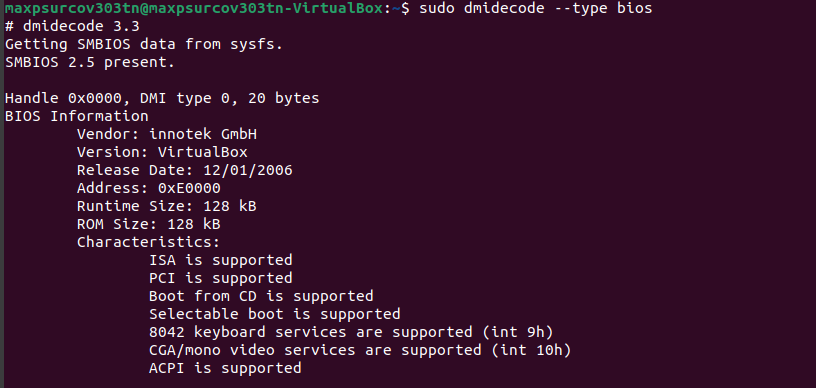 maxpsurcov303tn@maxpsurcov303tn-VirtualBox:~$ sudo dmidecode --type bios
# dmidecode 3.3
Getting SMBIOS data from sysfs.
SMBIOS 2.5 present.

Handle 0x0000, DMI type 0, 20 bytes
BIOS Information
        Vendor: innotek GmbH
        Version: VirtualBox
        Release Date: 12/01/2006
        Address: 0xE0000
        Runtime Size: 128 kB
        ROM Size: 128 kB
        Characteristics:
                ISA is supported
                PCI is supported
                Boot from CD is supported
                Selectable boot is supported
                8042 keyboard services are supported (int 9h)
                CGA/mono video services are supported (int 10h)
                ACPI is supported